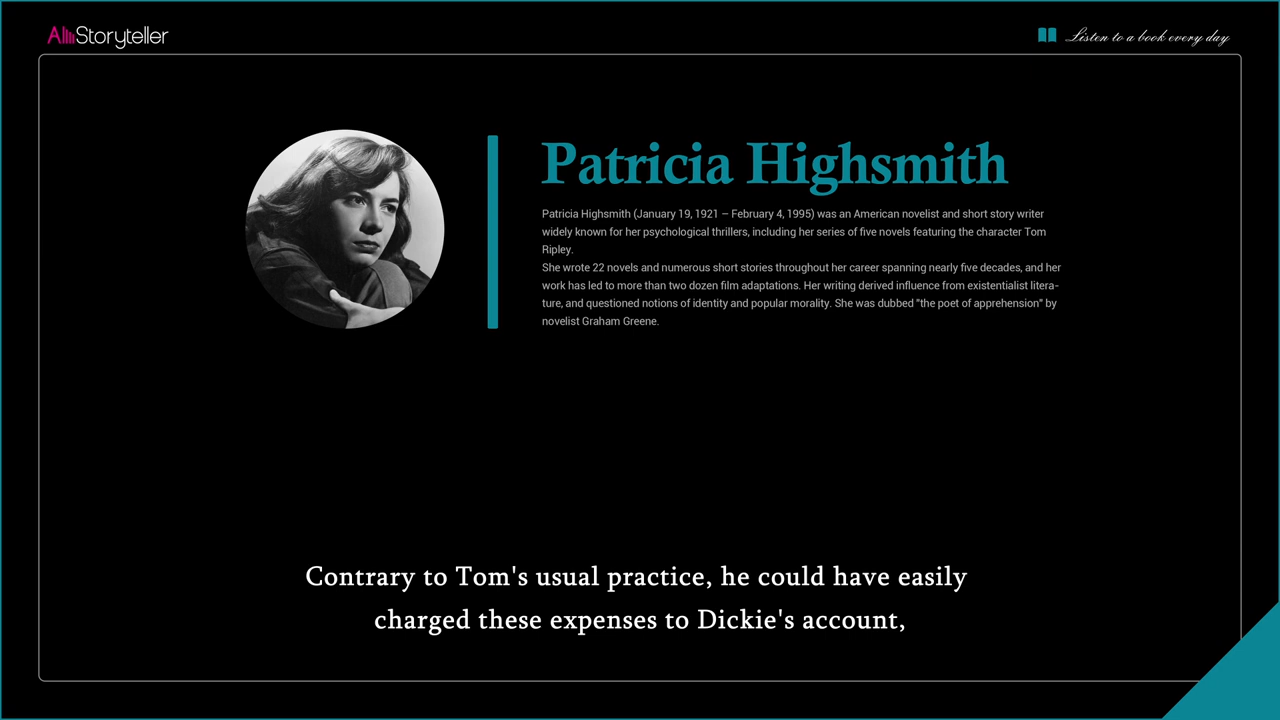 AllStoryteller
Listen to a book every day
Patricia Highsmith
Patricia Highsmith (January 19, 1921 – February 4, 1995) was an American novelist and short story writer
widely known for her psychological thrillers, including her series of five novels featuring the character Tom
Ripley.
She wrote 22 novels and numerous short stories throughout her career spanning nearly five decades, and her
work has led to more than two dozen film adaptations. Her writing derived influence from existentialist litera-
ture, and questioned notions of identity and popular morality. She was dubbed "the poet of apprehension" by
novelist Graham Greene.
Contrary to Tom's usual practice, he could have easily
charged these expenses to Dickie's account,